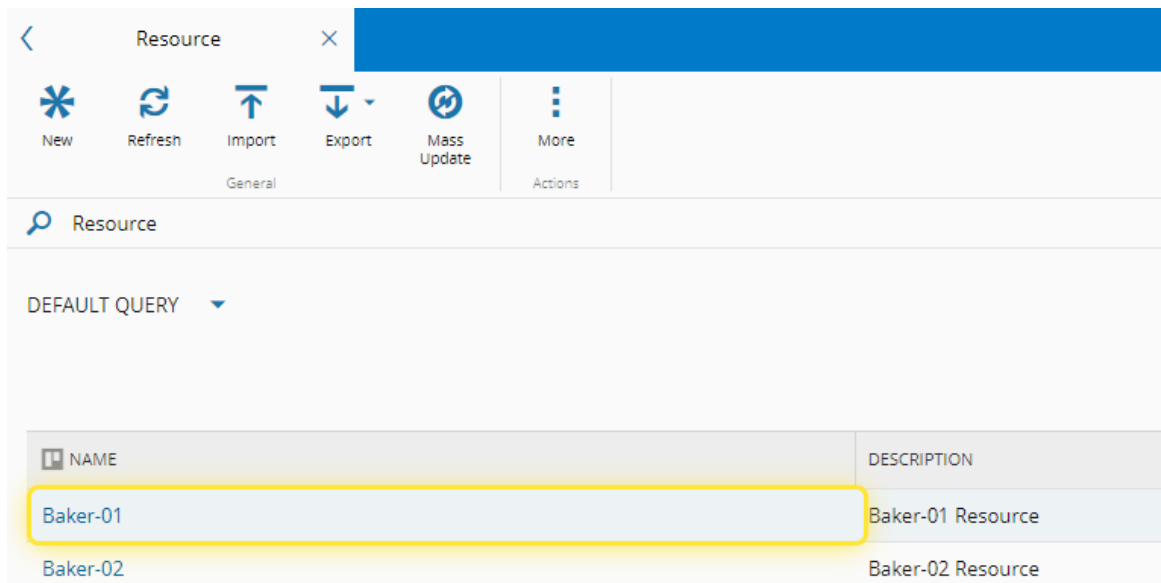 Resource
New Refresh Import Export Mass Update More
General Actions
Resource
DEFAULT QUERY
NAME DESCRIPTION
Baker-01 Baker-01 Resource
Baker-02 Baker-02 Resource